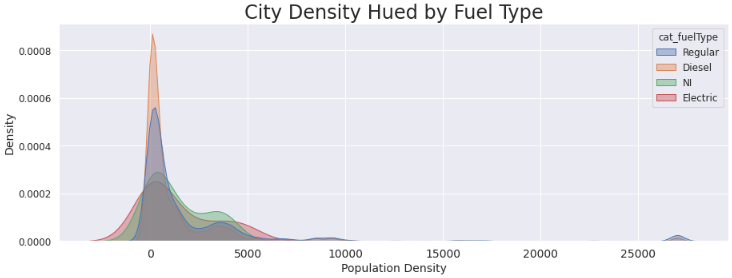 City Density Hued by Fuel Type
cat_fuelType
Regular
Diesel
NI
Electric
Density
0.0008
0.0006
0.0004
0.0002
0.0000
0 5000 10000 15000 20000 25000
Population Density